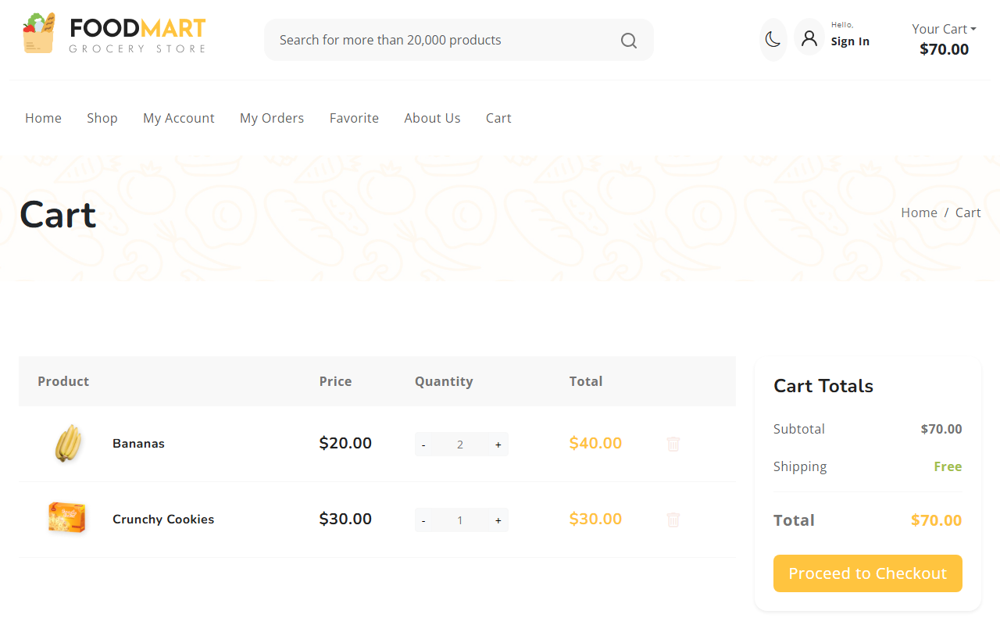 FOODMART
GROCERY STORE
Search for more than 20,000 products
Hello,
Sign In
Your Cart
$70.00
Home Shop My Account My Orders Favorite About Us Cart
Cart
Home / Cart
Product Price Quantity Total
Bananas $20.00 - 2 + $40.00
Crunchy Cookies $30.00 - 1 + $30.00
Cart Totals
Subtotal $70.00
Shipping Free
Total $70.00
Proceed to Checkout